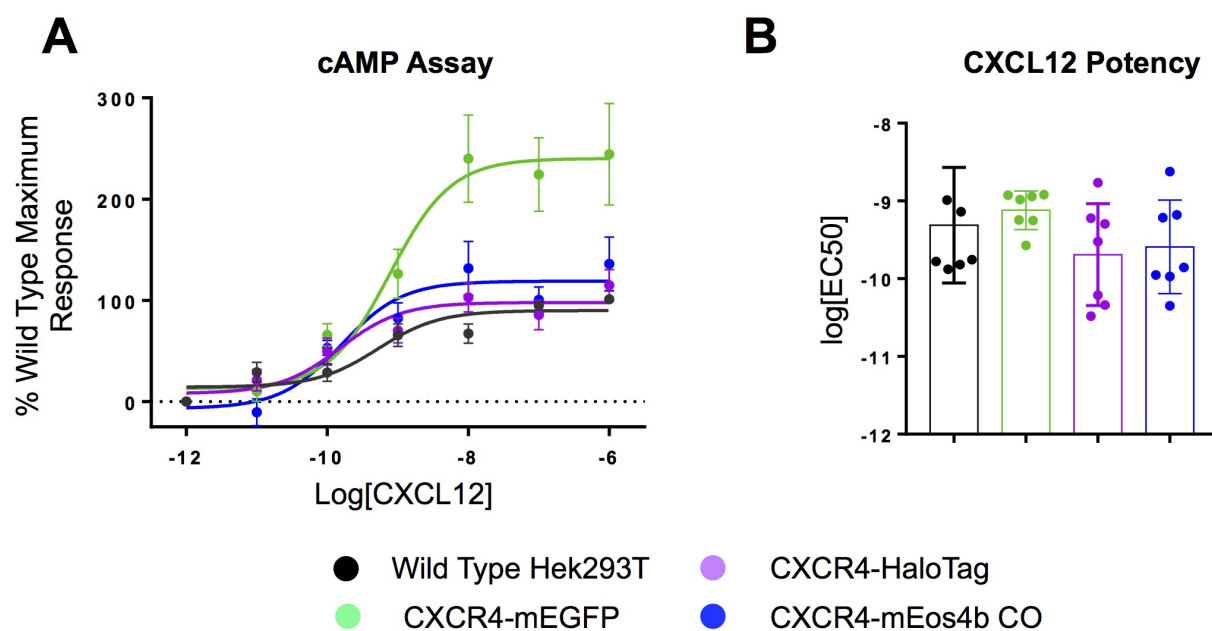 A
cAMP Assay
% Wild Type Maximum
Response
300
200
100
0
-12
-10
-8
-6
Log[CXCL12]
B
CXCL12 Potency
log[EC50]
-8
-9
-10
-11
-12
Wild Type Hek293T
CXCR4-HaloTag
CXCR4-mEGFP
CXCR4-mEos4b CO